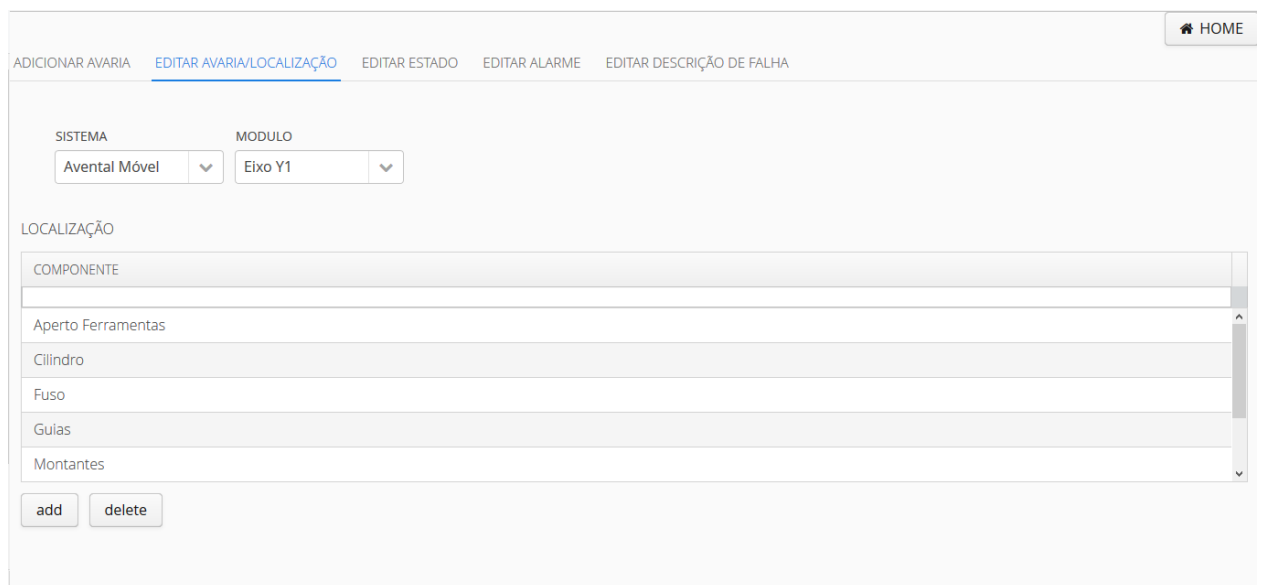 HOME
ADICIONAR AVARIA EDITAR AVARIA/LOCALIZAÇÃO EDITAR ESTADO EDITAR ALARME EDITAR DESCRIÇÃO DE FALHA
SISTEMA MODULO
Avental Móvel Eixo Y1
LOCALIZAÇÃO
COMPONENTE
Aperto Ferramentas
Cilindro
Fuso
Guias
Montantes
add delete